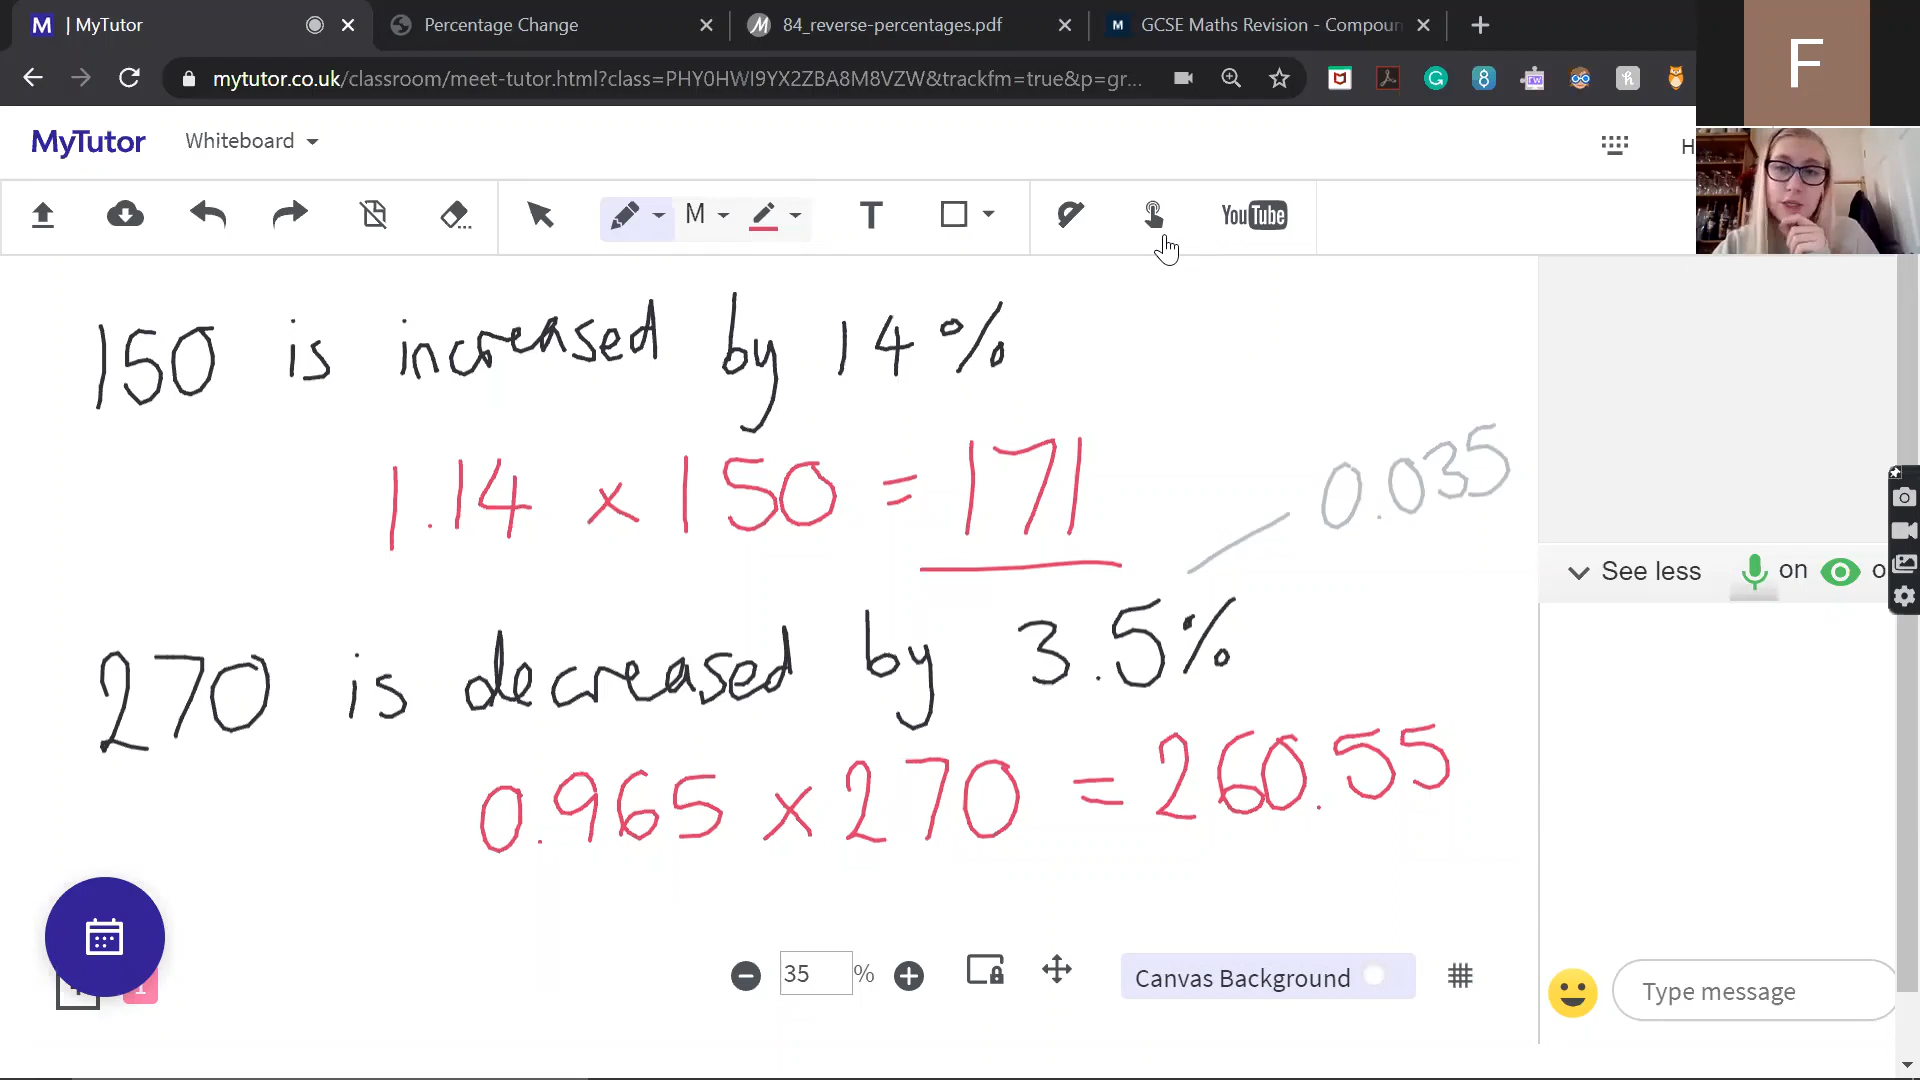 | MyTutor
Percentage Change
84_reverse-percentages.pdf
GCSE Maths Revision - Compoun
mytutor.co.uk/classroom/meet-tutor.html?class=PHY0HWI9YX2ZBA8M8VZW&trackfm=true&p=gr...
F
MyTutor Whiteboard
H
M T YouTube
150 is increased by 14%
1.14 x 150 = 171
0.035
270 is decreased by 3.5%
0.965 x 270 = 260.55
See less on o
35 %
Canvas Background
1
Type message